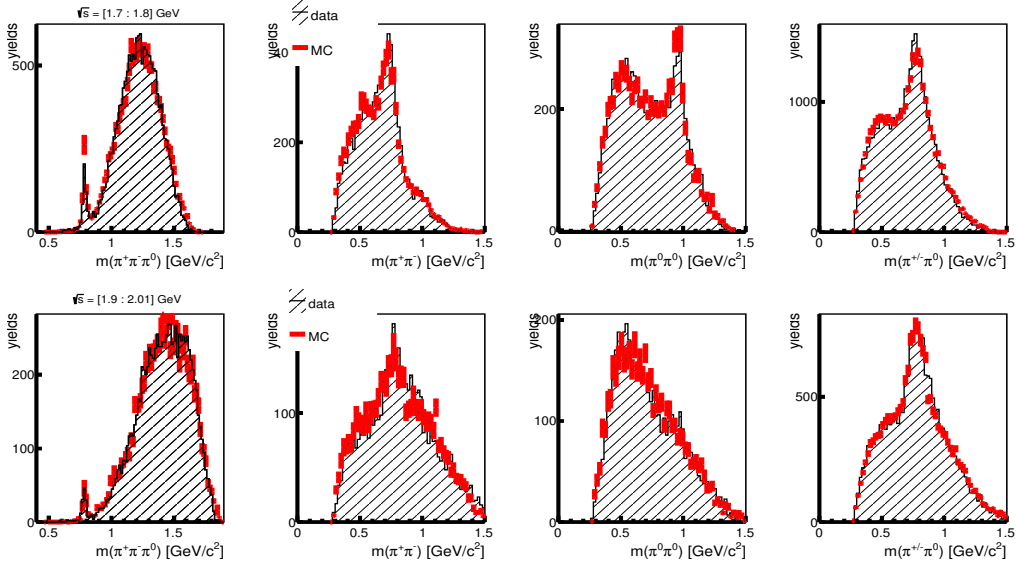 √s = [1.7 : 1.8] GeV
yields
500
0
0.5
1
1.5
m(π⁺π⁻π⁰) [GeV/c²]
data
MC
40
200
0
0
0.5
1
1.5
m(π⁺π⁻) [GeV/c²]
yields
200
0
0
0.5
1
1.5
m(π⁰π⁰) [GeV/c²]
yields
1000
0
0
0.5
1
1.5
m(π⁺/⁻π⁰) [GeV/c²]
√s = [1.9 : 2.01] GeV
yields
200
100
0
0.5
1
1.5
m(π⁺π⁻π⁰) [GeV/c²]
data
MC
100
0
0
0.5
1
1.5
m(π⁺π⁻) [GeV/c²]
yields
200
100
0
0
0.5
1
1.5
m(π⁰π⁰) [GeV/c²]
yields
500
0
0
0.5
1
1.5
m(π⁺/⁻π⁰) [GeV/c²]